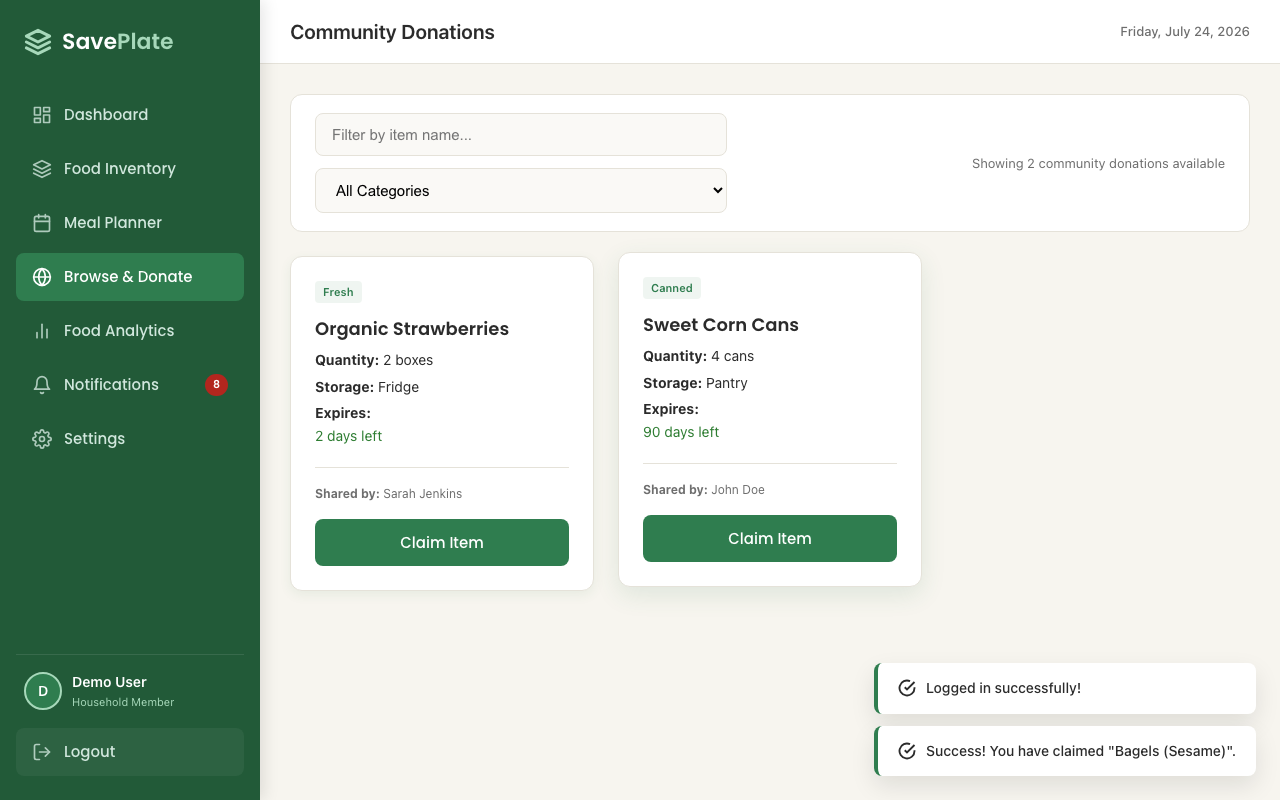 SavePlate
Dashboard
Food Inventory
Meal Planner
Browse & Donate
Food Analytics
Notifications 8
Settings
D
Demo User
Household Member
Logout
Community Donations
Friday, July 24, 2026
Filter by item name...
All Categories
Showing 2 community donations available
Fresh
Organic Strawberries
Quantity: 2 boxes
Storage: Fridge
Expires:
2 days left
Shared by: Sarah Jenkins
Claim Item
Canned
Sweet Corn Cans
Quantity: 4 cans
Storage: Pantry
Expires:
90 days left
Shared by: John Doe
Claim Item
Logged in successfully!
Success! You have claimed "Bagels (Sesame)".